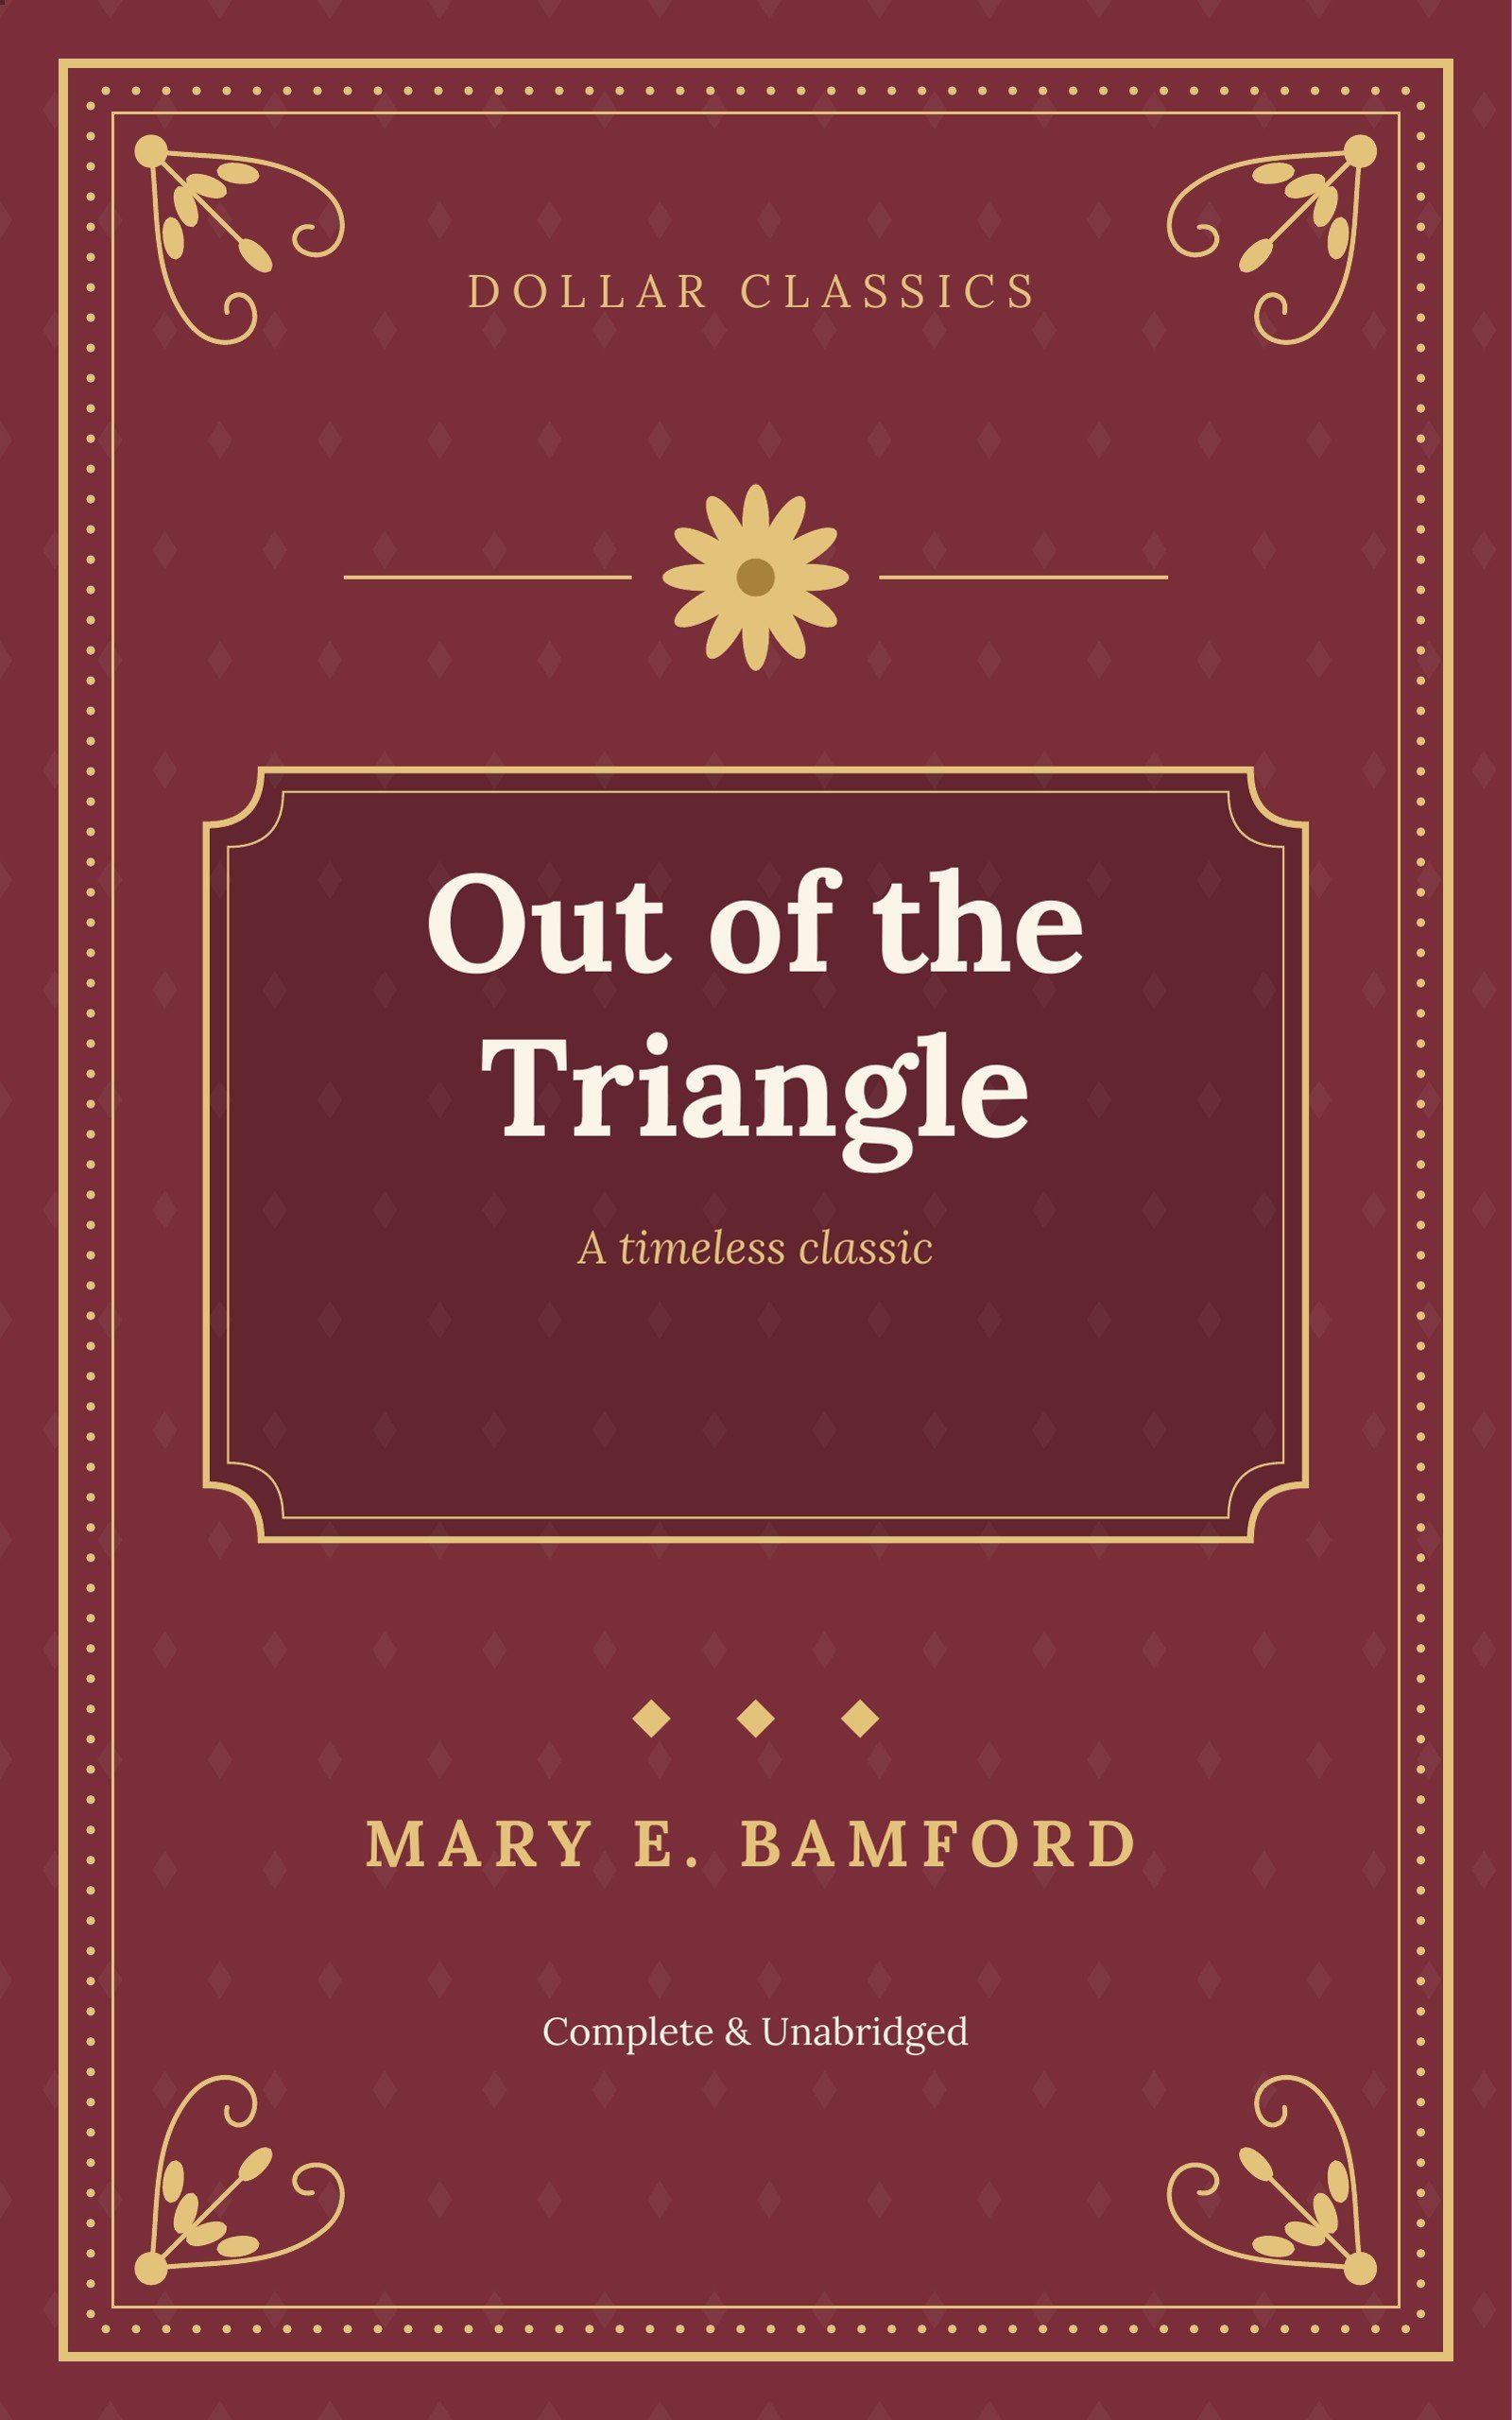 DOLLAR CLASSICS
Out of the
Triangle
A timeless classic
MARY E. BAMFORD
Complete & Unabridged